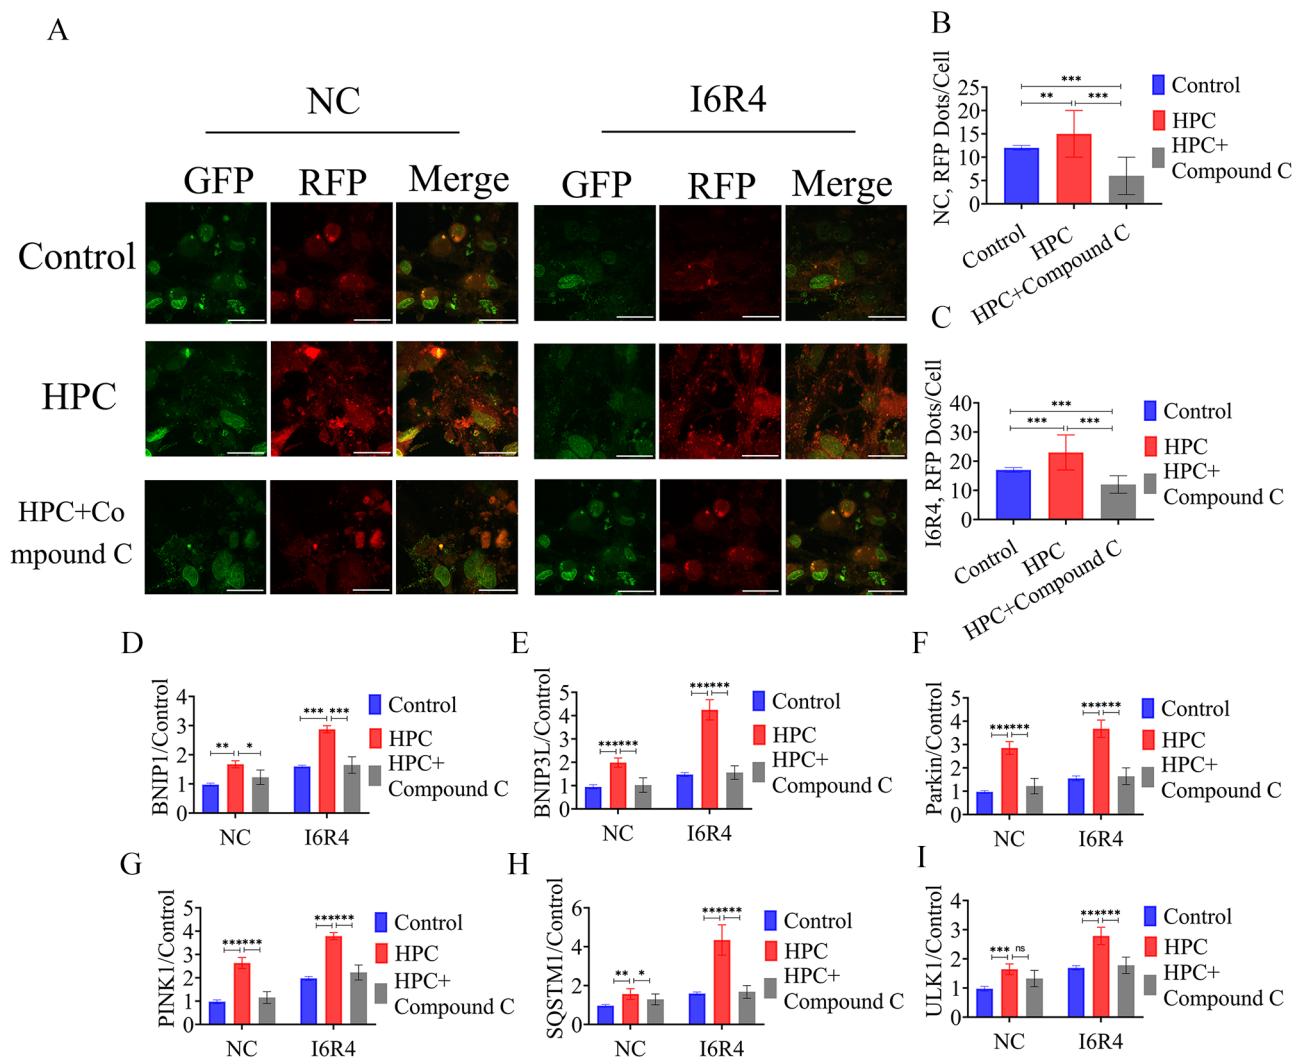 A
NC
I6R4
GFP
RFP
Merge
GFP
RFP
Merge
Control
HPC
HPC+Co
mpound C
B
NC, RFP Dots/Cell
25
20
15
10
5
0
***
**
***
Control
HPC
HPC+Compound C
Control
HPC
HPC+
Compound C
C
I6R4, RFP Dots/Cell
40
30
20
10
0
***
***
***
Control
HPC
HPC+Compound C
Control
HPC
HPC+
Compound C
D
BNIP1/Control
4
3
2
1
0
**
*
***
***
NC
I6R4
Control
HPC
HPC+
Compound C
E
BNIP3L/Control
5
4
3
2
1
0
***
***
***
***
NC
I6R4
Control
HPC
HPC+
Compound C
F
Parkin/Control
5
4
3
2
1
0
***
***
***
***
NC
I6R4
Control
HPC
HPC+
Compound C
G
PINK1/Control
5
4
3
2
1
0
***
***
***
***
NC
I6R4
Control
HPC
HPC+
Compound C
H
SQSTM1/Control
6
4
2
0
**
*
***
***
NC
I6R4
Control
HPC
HPC+
Compound C
I
ULK1/Control
4
3
2
1
0
***
ns
***
***
NC
I6R4
Control
HPC
HPC+
Compound C